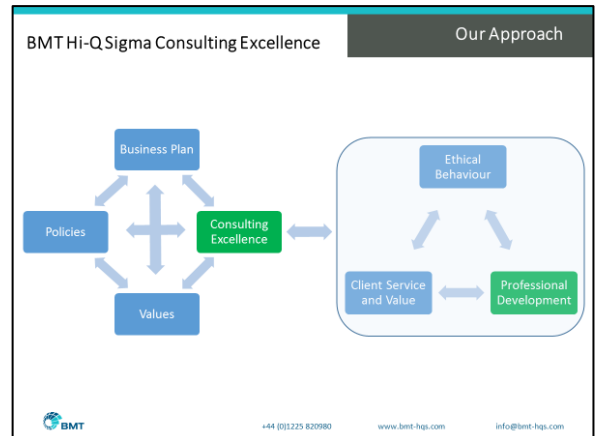 BMT Hi-Q Sigma Consulting Excellence
Our Approach
Business Plan
Policies
Consulting
Excellence
Values
Ethical
Behaviour
Client Service
and Value
Professional
Development
BMT
+44 (0)1225 820980
www.bmt-hqs.com
info@bmt-hqs.com